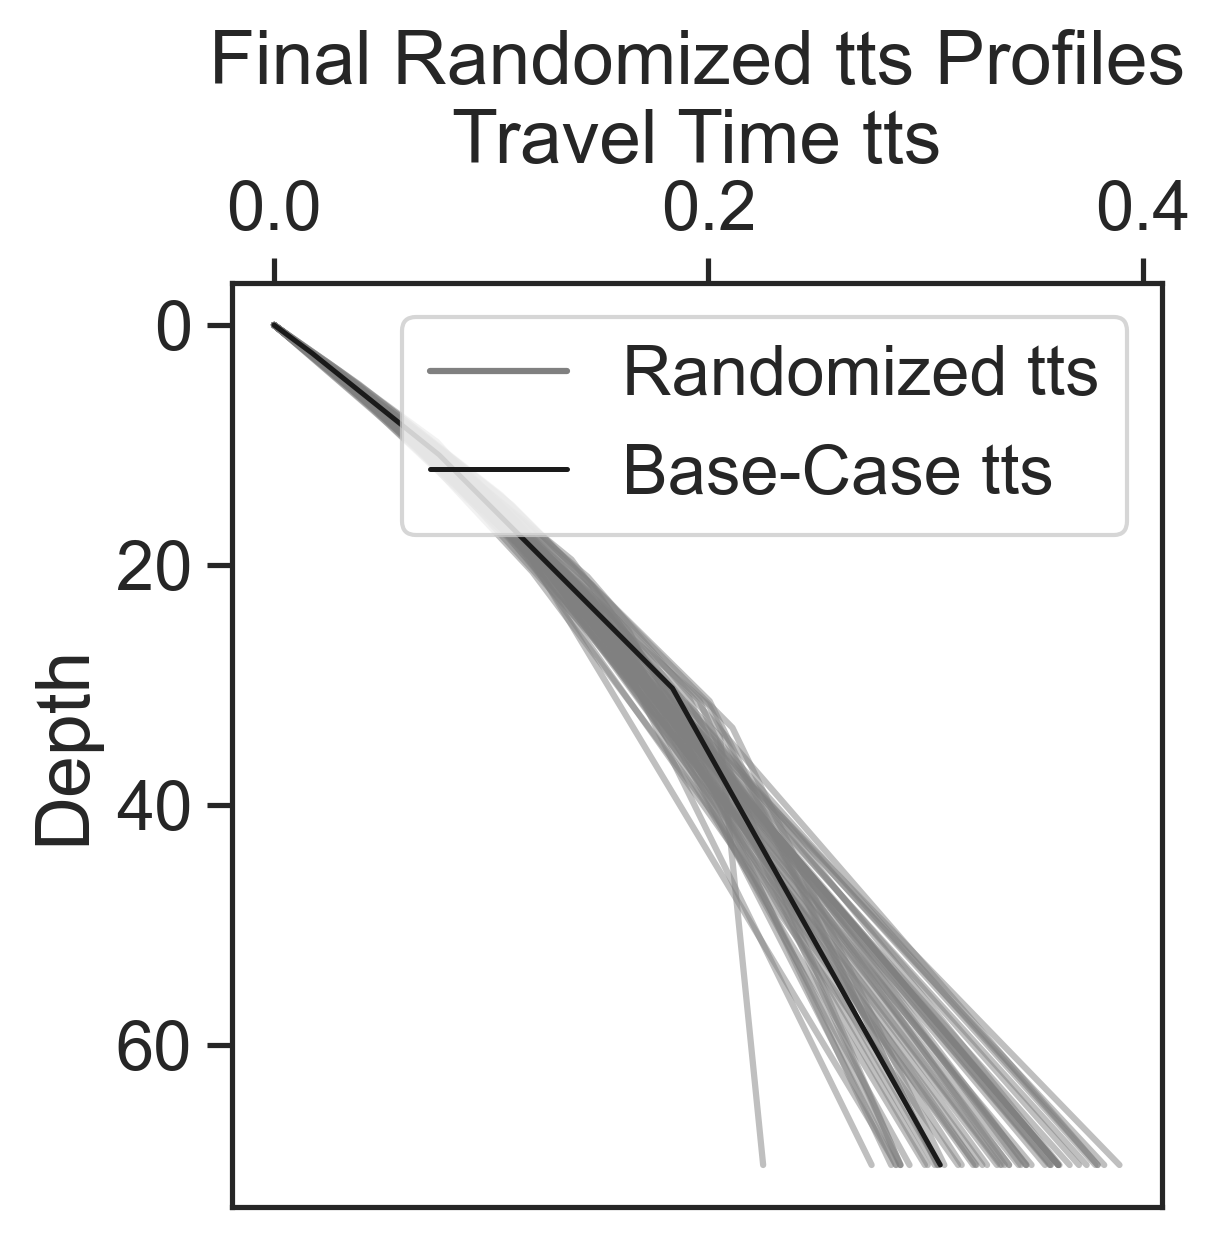 Final Randomized tts Profiles
Travel Time tts
0.0 0.2 0.4
0
Randomized tts
Base-Case tts
20
Depth
40
60